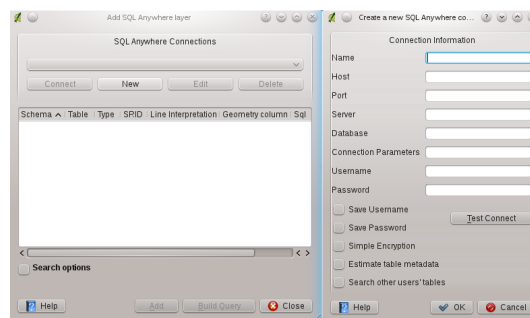 Add SQL Anywhere layer
SQL Anywhere Connections
Connect New Edit Delete
Schema Table Type SRID Line Interpretation Geometry column Sql
Search options
Help Add Build Query Close
Create a new SQL Anywhere co...
Connection Information
Name
Host
Port
Server
Database
Connection Parameters
Username
Password
Save Username
Test Connect
Save Password
Simple Encryption
Estimate table metadata
Search other users' tables
Help OK Cancel